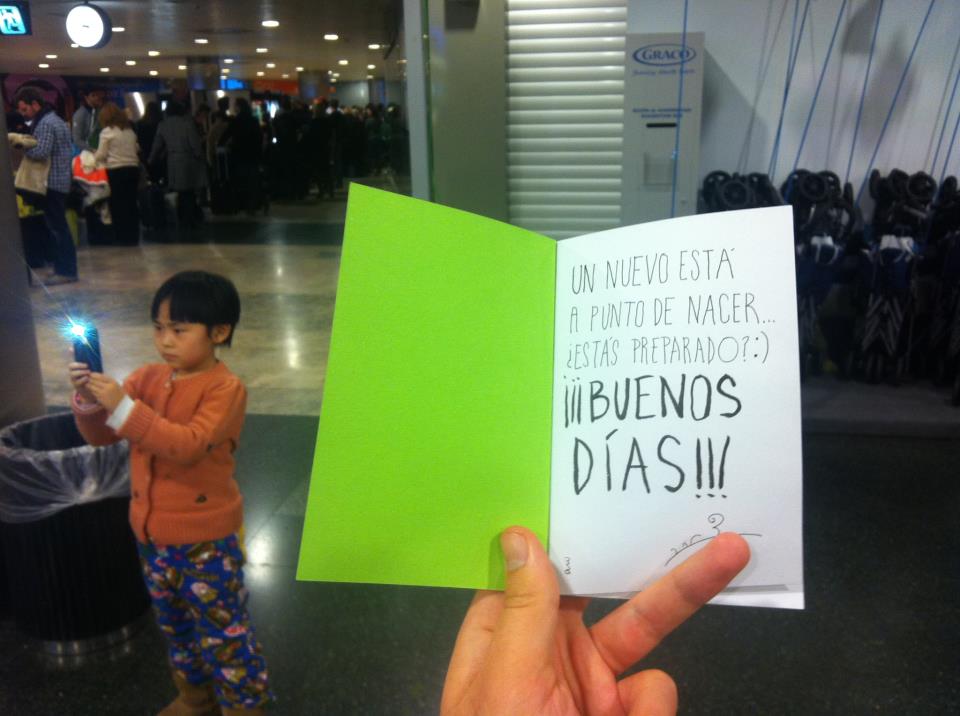 UN NUEVO ESTÁ
A PUNTO DE NACER...
¿ESTÁS PREPARADO?:)
¡¡¡BUENOS
DÍAS!!!
GRACO